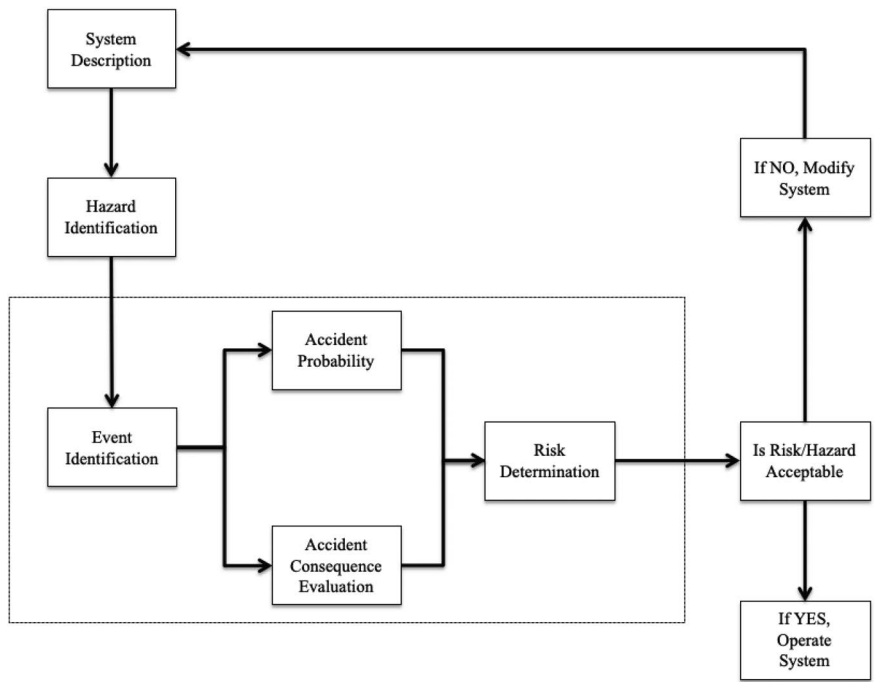 System
Description
Hazard
Identification
Event
Identification
Accident
Probability
Accident
Consequence
Evaluation
Risk
Determination
Is Risk/Hazard
Acceptable
If NO, Modify
System
If YES,
Operate
System